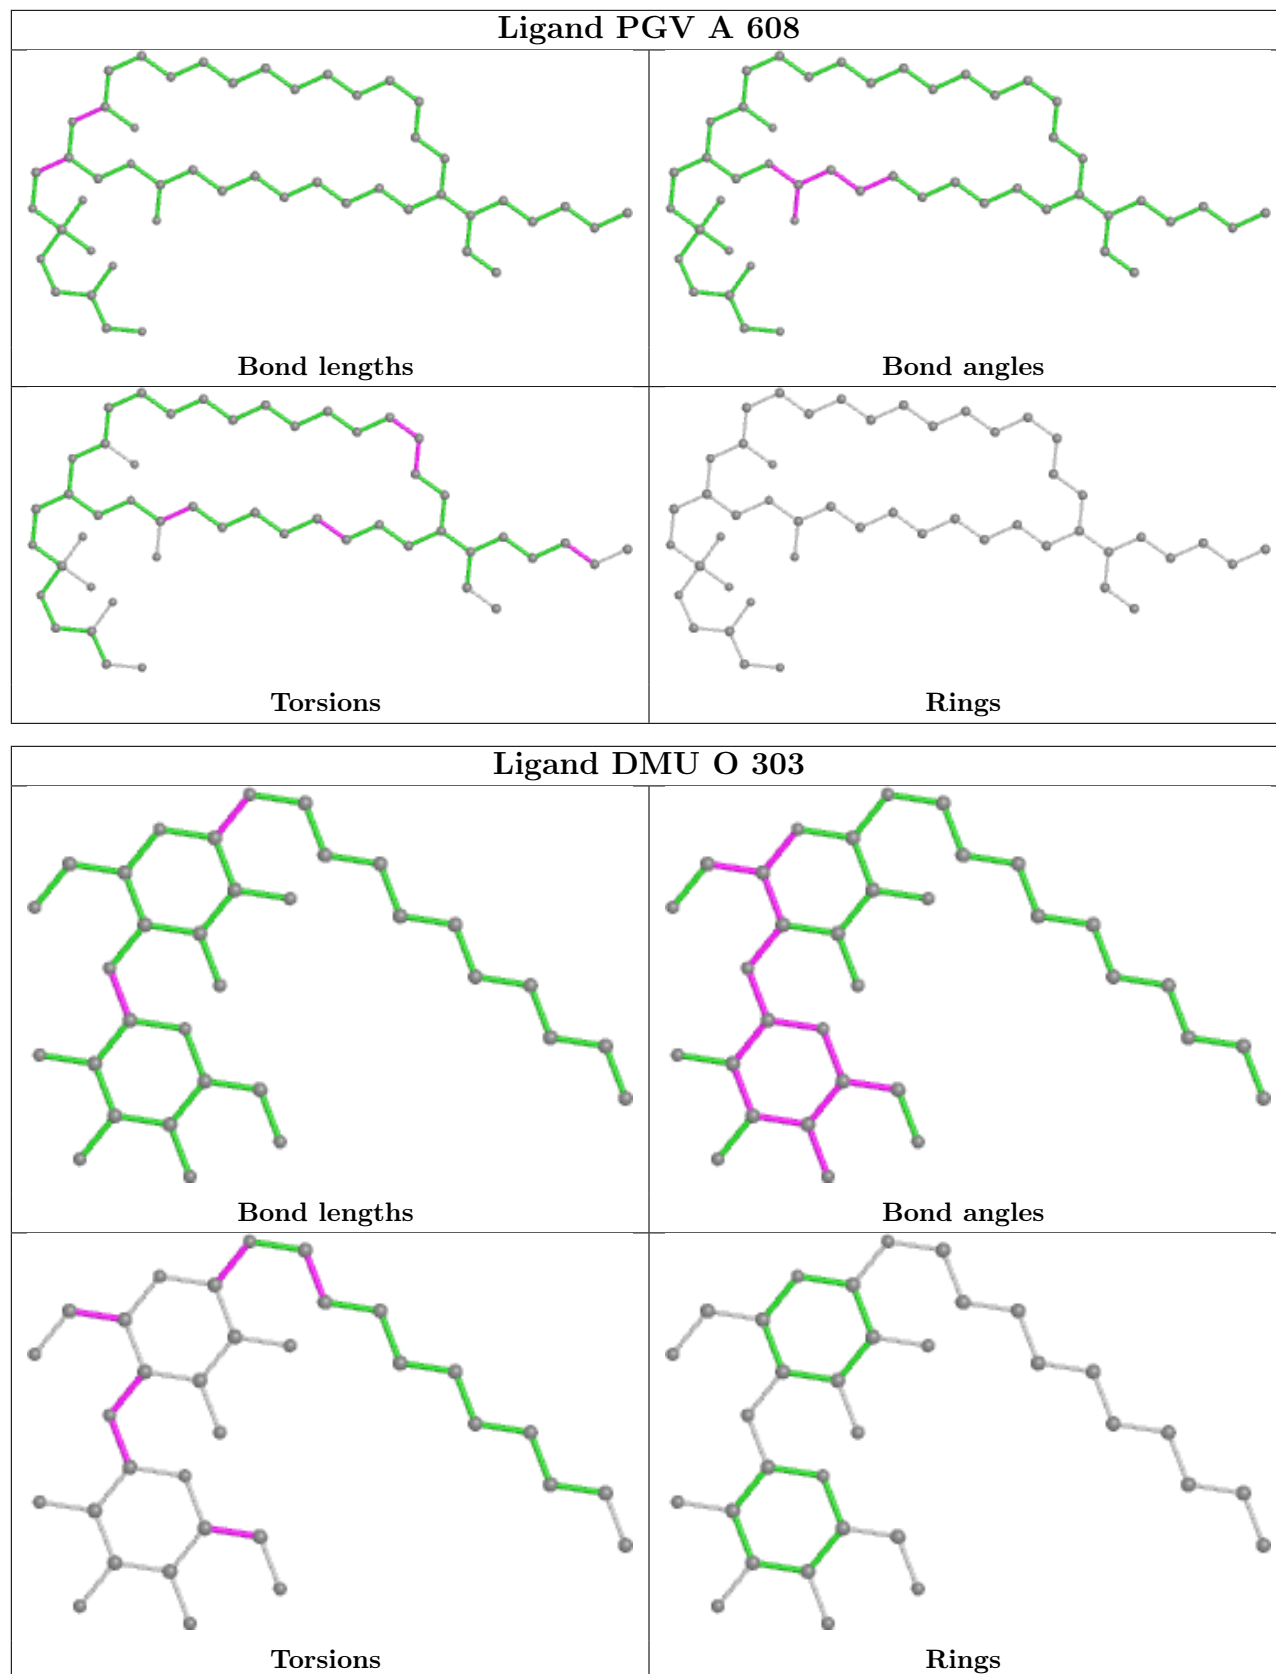 Ligand PGV A 608
Bond lengths
Bond angles
Torsions
Rings
Ligand DMU O 303
Bond lengths
Bond angles
Torsions
Rings